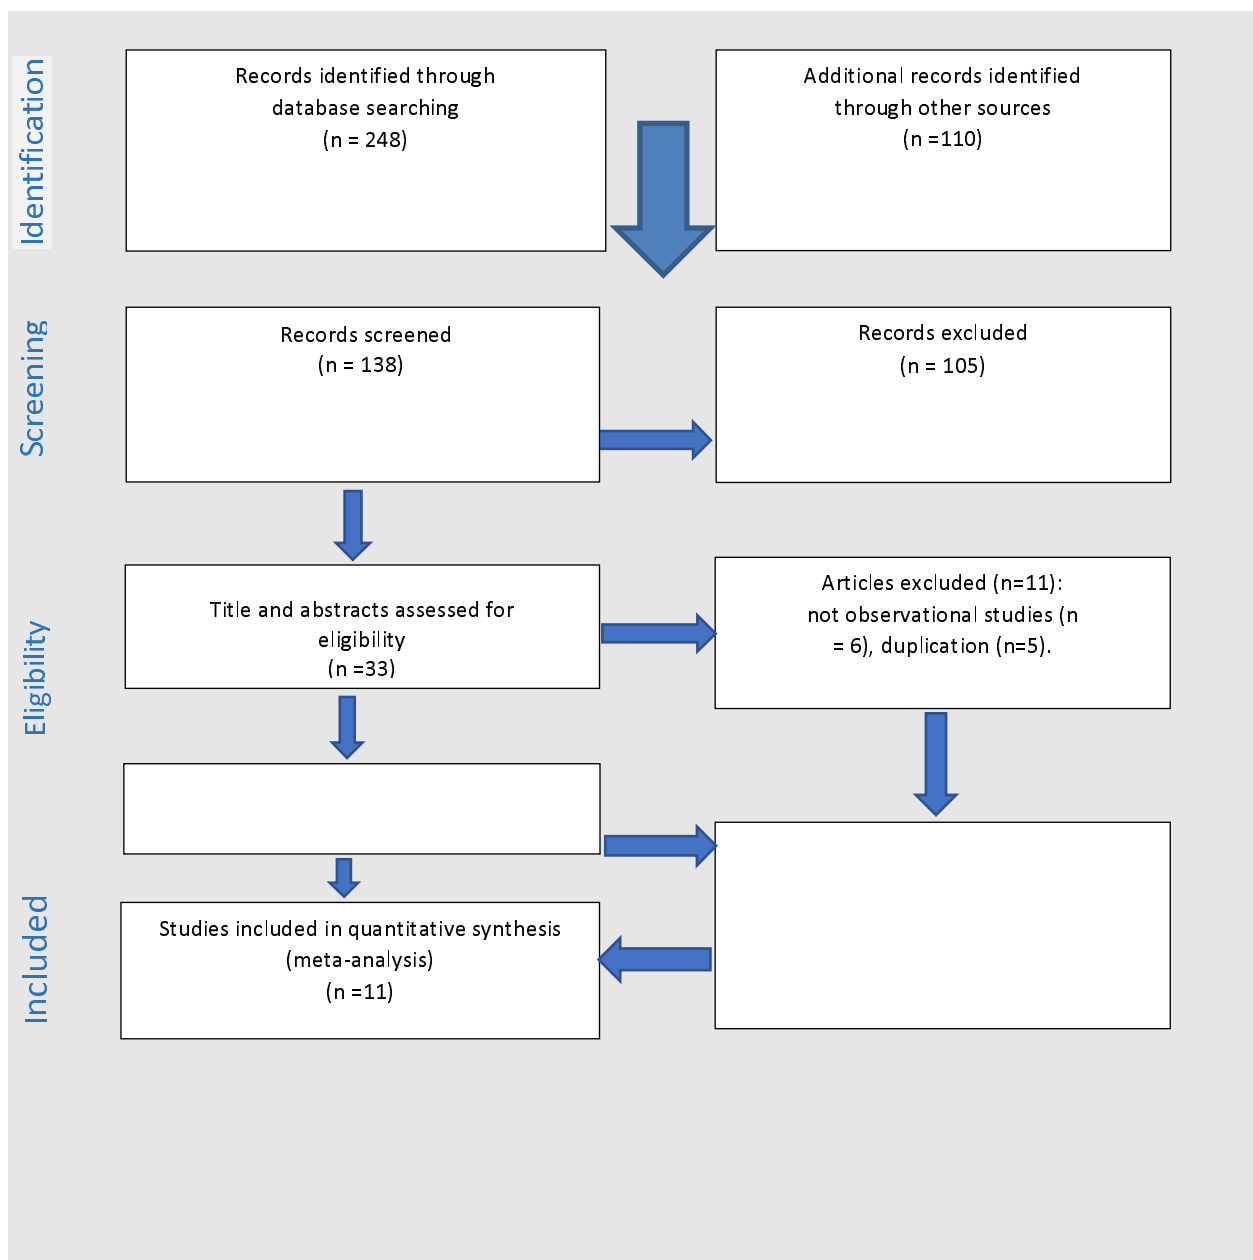 Identification
Records identified through
database searching
(n = 248)
Additional records identified
through other sources
(n =110)
Screening
Records screened
(n = 138)
Records excluded
(n = 105)
Eligibility
Title and abstracts assessed for
eligibility
(n =33)
Articles excluded (n=11):
not observational studies (n
= 6), duplication (n=5).
Included
Studies included in quantitative synthesis
(meta-analysis)
(n =11)